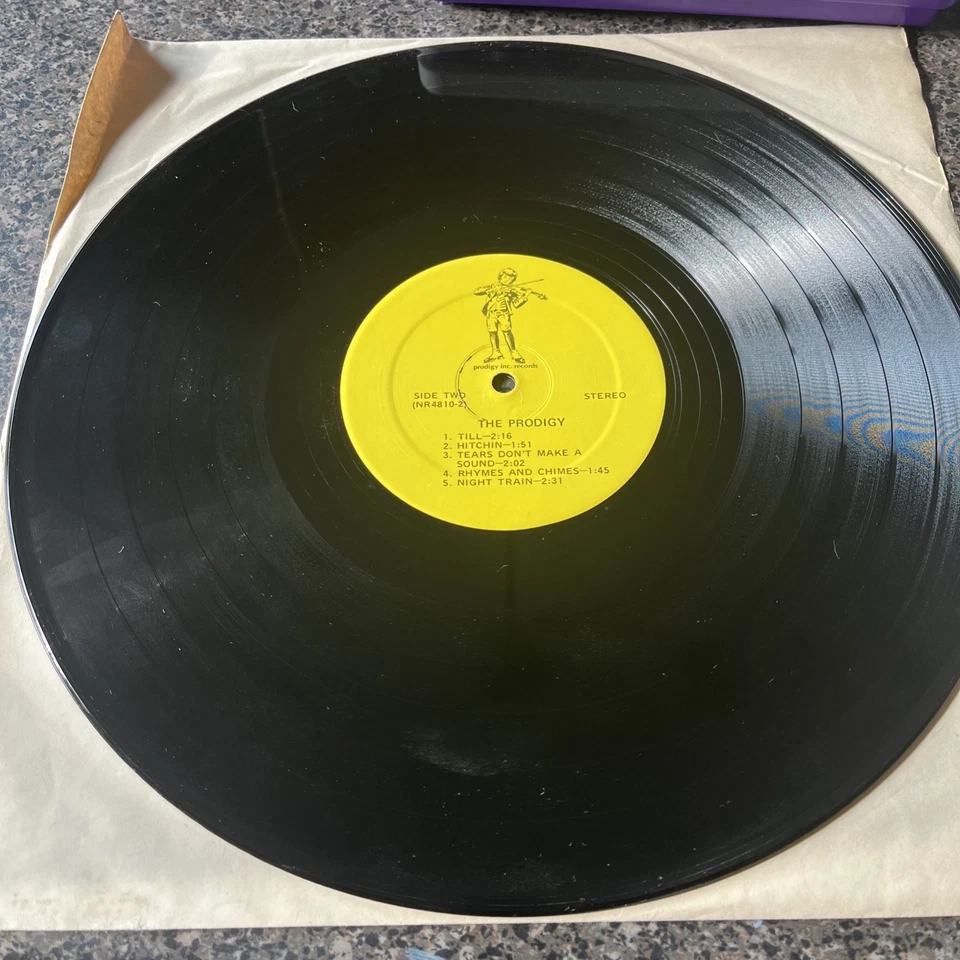 prodigy inc. records
SIDE TWO
(NR4810-2)
STEREO
THE PRODIGY
1. TILL—2:16
2. HITCHIN—1:51
3. TEARS DON'T MAKE A
SOUND—2:02
4. RHYMES AND CHIMES—1:45
5. NIGHT TRAIN—2:31